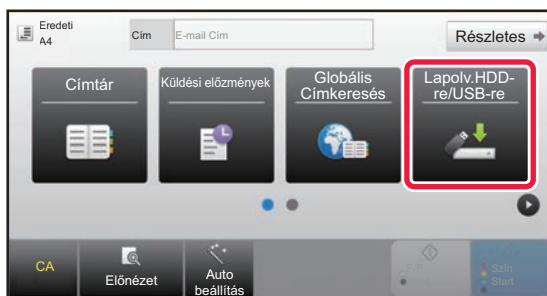 Eredeti
A4
Cím
E-mail Cím
Részletes
Címtár
Küldési előzmények
Globális
Címkeresés
Lapolv.HDD-
re/USB-re
CA
Előnézet
Auto
beállítás
Szín
Start